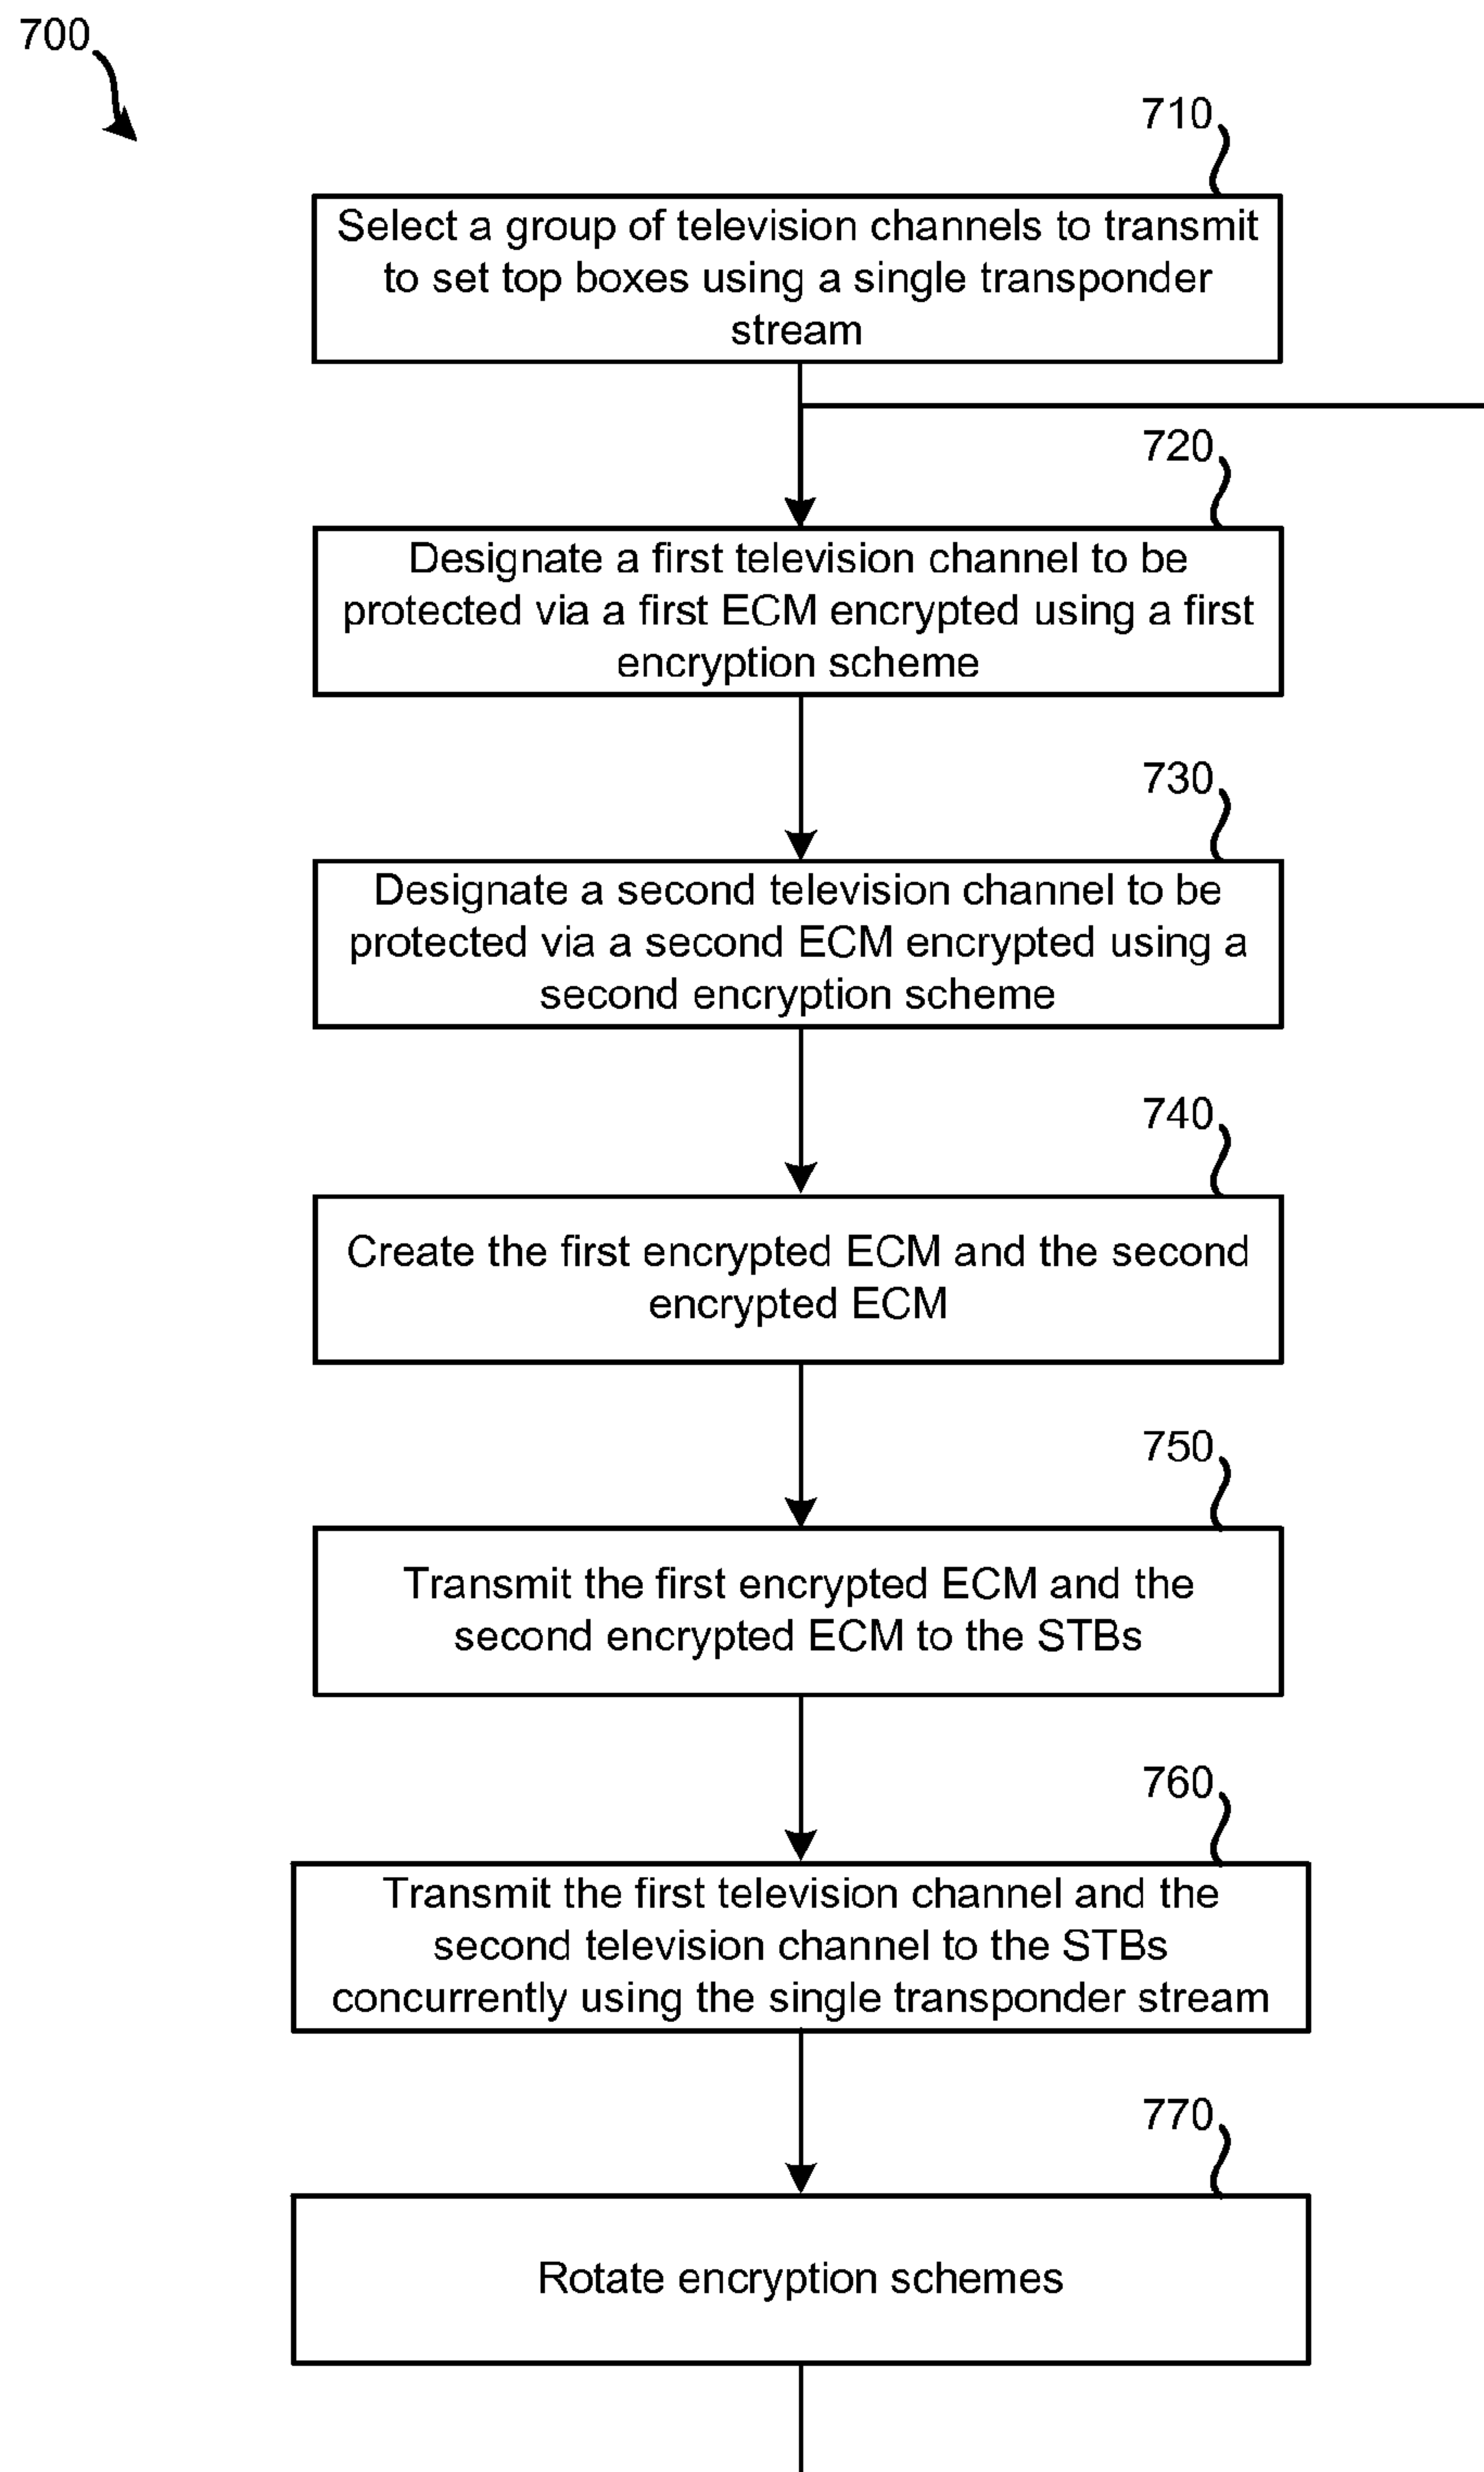 700
710
Select a group of television channels to transmit
to set top boxes using a single transponder
stream
720
Designate a first television channel to be
protected via a first ECM encrypted using a first
encryption scheme
730
Designate a second television channel to be
protected via a second ECM encrypted using a
second encryption scheme
740
Create the first encrypted ECM and the second
encrypted ECM
750
Transmit the first encrypted ECM and the
second encrypted ECM to the STBs
760
Transmit the first television channel and the
second television channel to the STBs
concurrently using the single transponder stream
770
Rotate encryption schemes